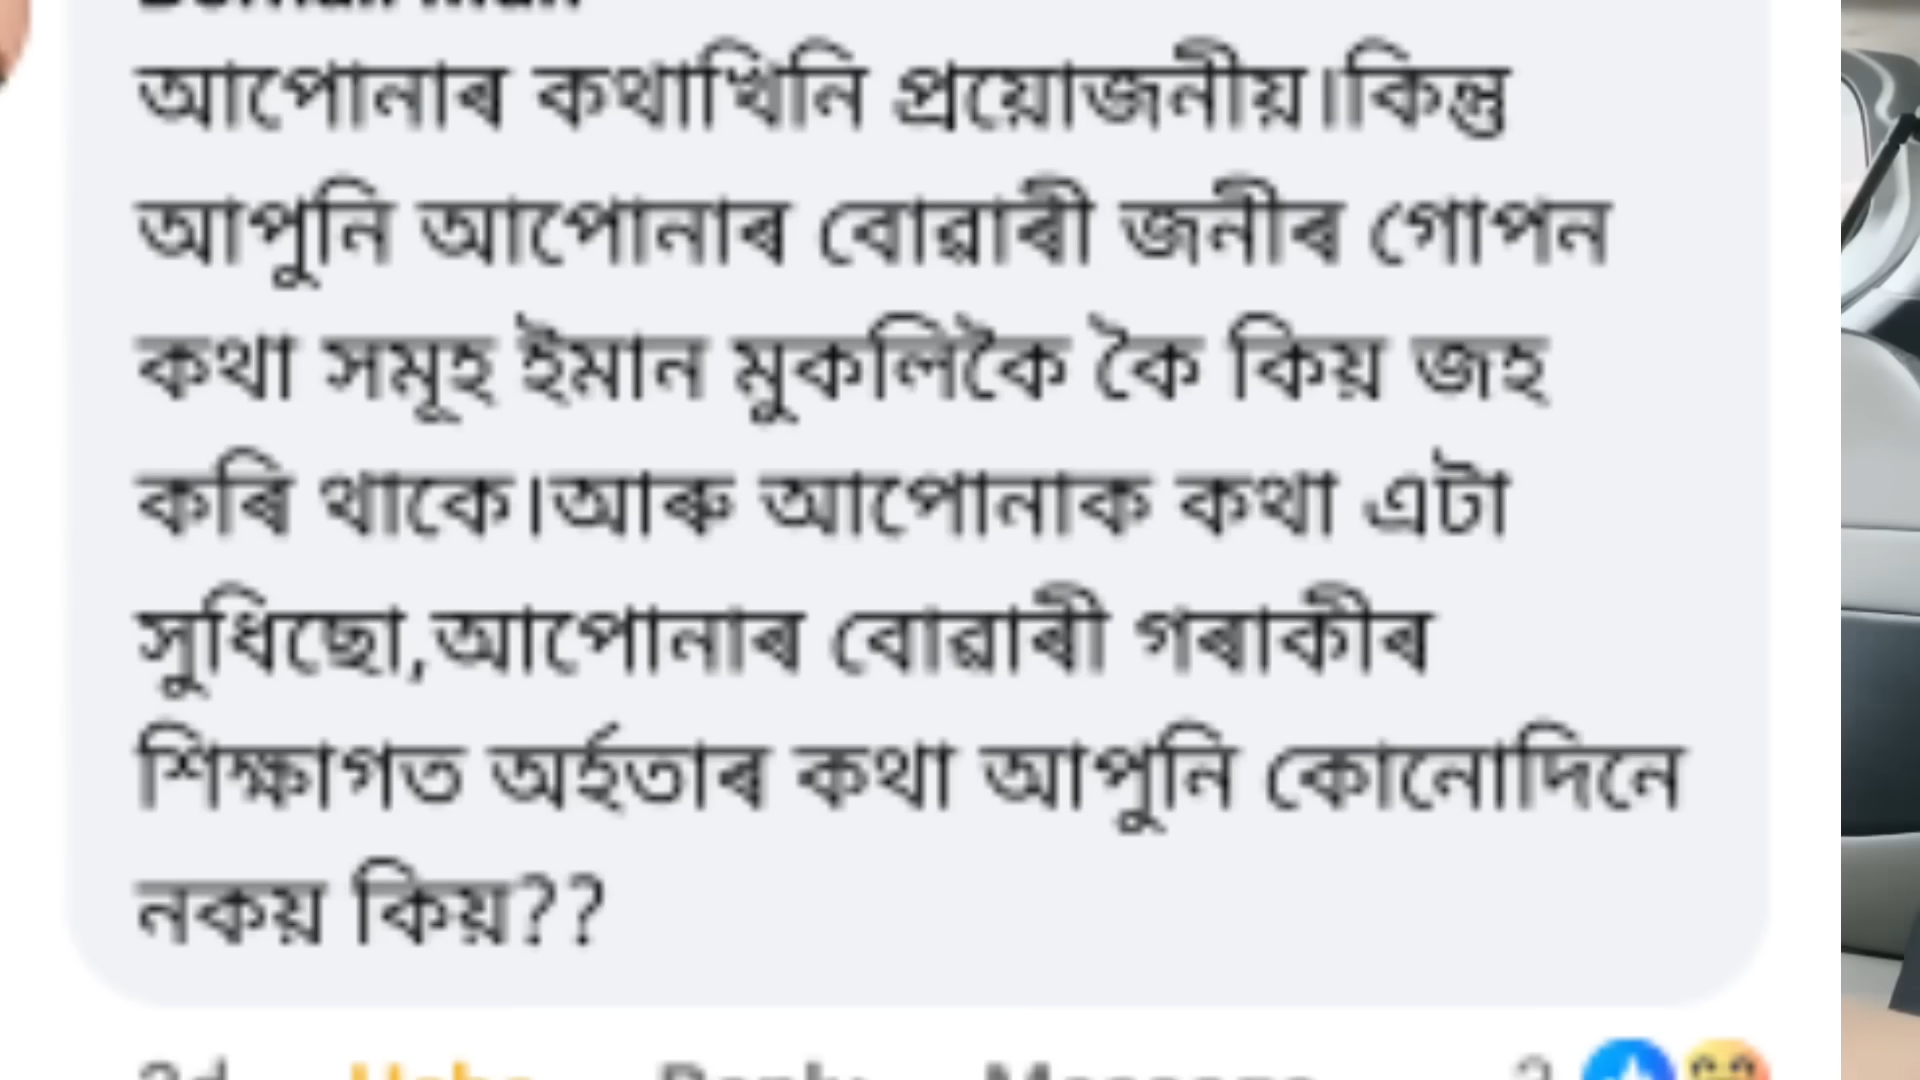 আপোনাৰ কথাখিনি প্ৰয়োজনীয়।কিন্তু
আপুনি আপোনাৰ বোৱাৰী জনীৰ গোপন
কথা সমূহ ইমান মুকলিকৈ কৈ কিয় জহ
কৰি থাকে।আৰু আপোনাক কথা এটা
সুধিছো,আপোনাৰ বোৱাৰী গৰাকীৰ
শিক্ষাগত অৰ্হতাৰ কথা আপুনি কোনোদিনে
নকয় কিয়??